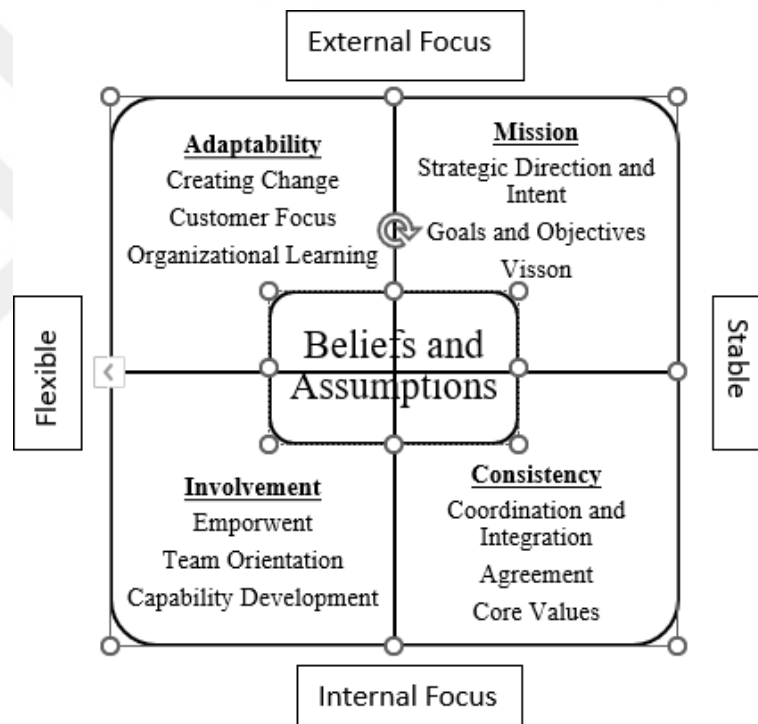 External Focus
Adaptability
Creating Change
Customer Focus
Organizational Learning
Mission
Strategic Direction and
Intent
Goals and Objectives
Visson
Flexible
Beliefs and
Assumptions
Stable
Involvement
Emporwent
Team Orientation
Capability Development
Consistency
Coordination and
Integration
Agreement
Core Values
Internal Focus